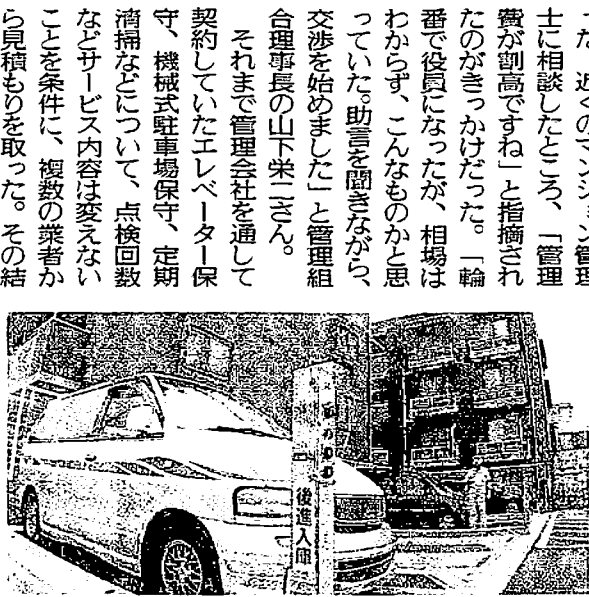 った。近くのマンション管理
士に相談したところ、「管理
費が割高ですね」と指摘され
たのがきっかけだった。「輪
番で役員になったが、相場は
わからず、こんなものかと思
っていた。助言を聞きながら、
交渉を始めました」と管理組
合理事長の山下栄二さん。
それまで管理会社を通して
契約していたエレベーター保
守、機械式駐車場保守、定期
清掃などについて、点検回数
などサービス内容は変えない
ことを条件に、複数の業者か
ら見積もりを取った。その結
後進入庫